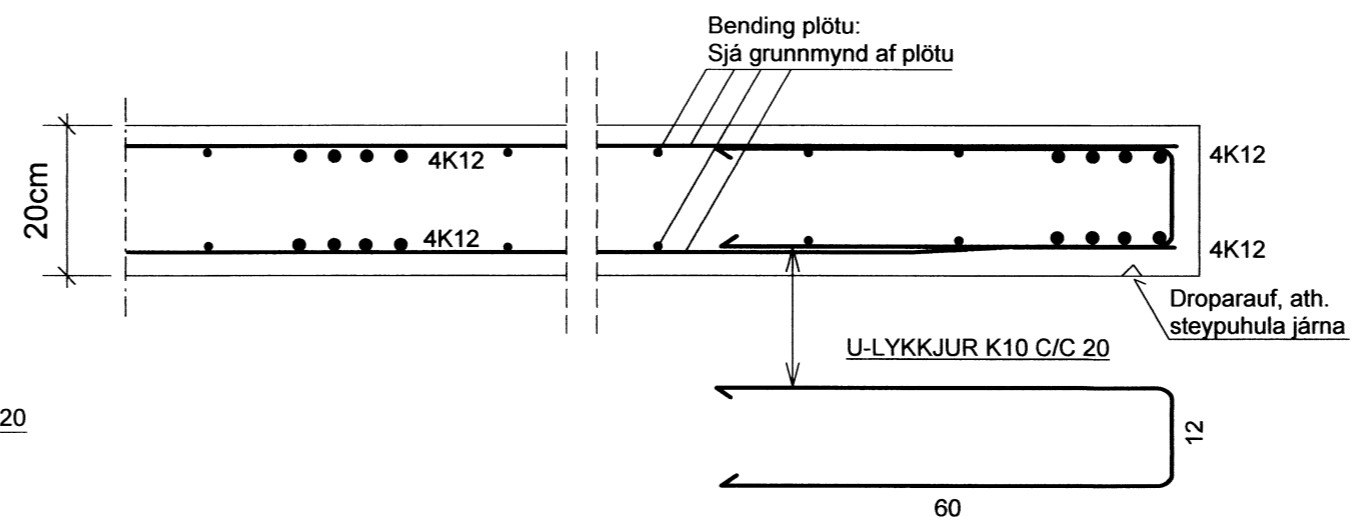 Bending plötu:
Sjá grunnmynd af plötu
20cm
4K12
4K12
4K12
4K12
Droparauf, ath.
steypuhula járna
U-LYKKJUR K10 C/C 20
20
12
60